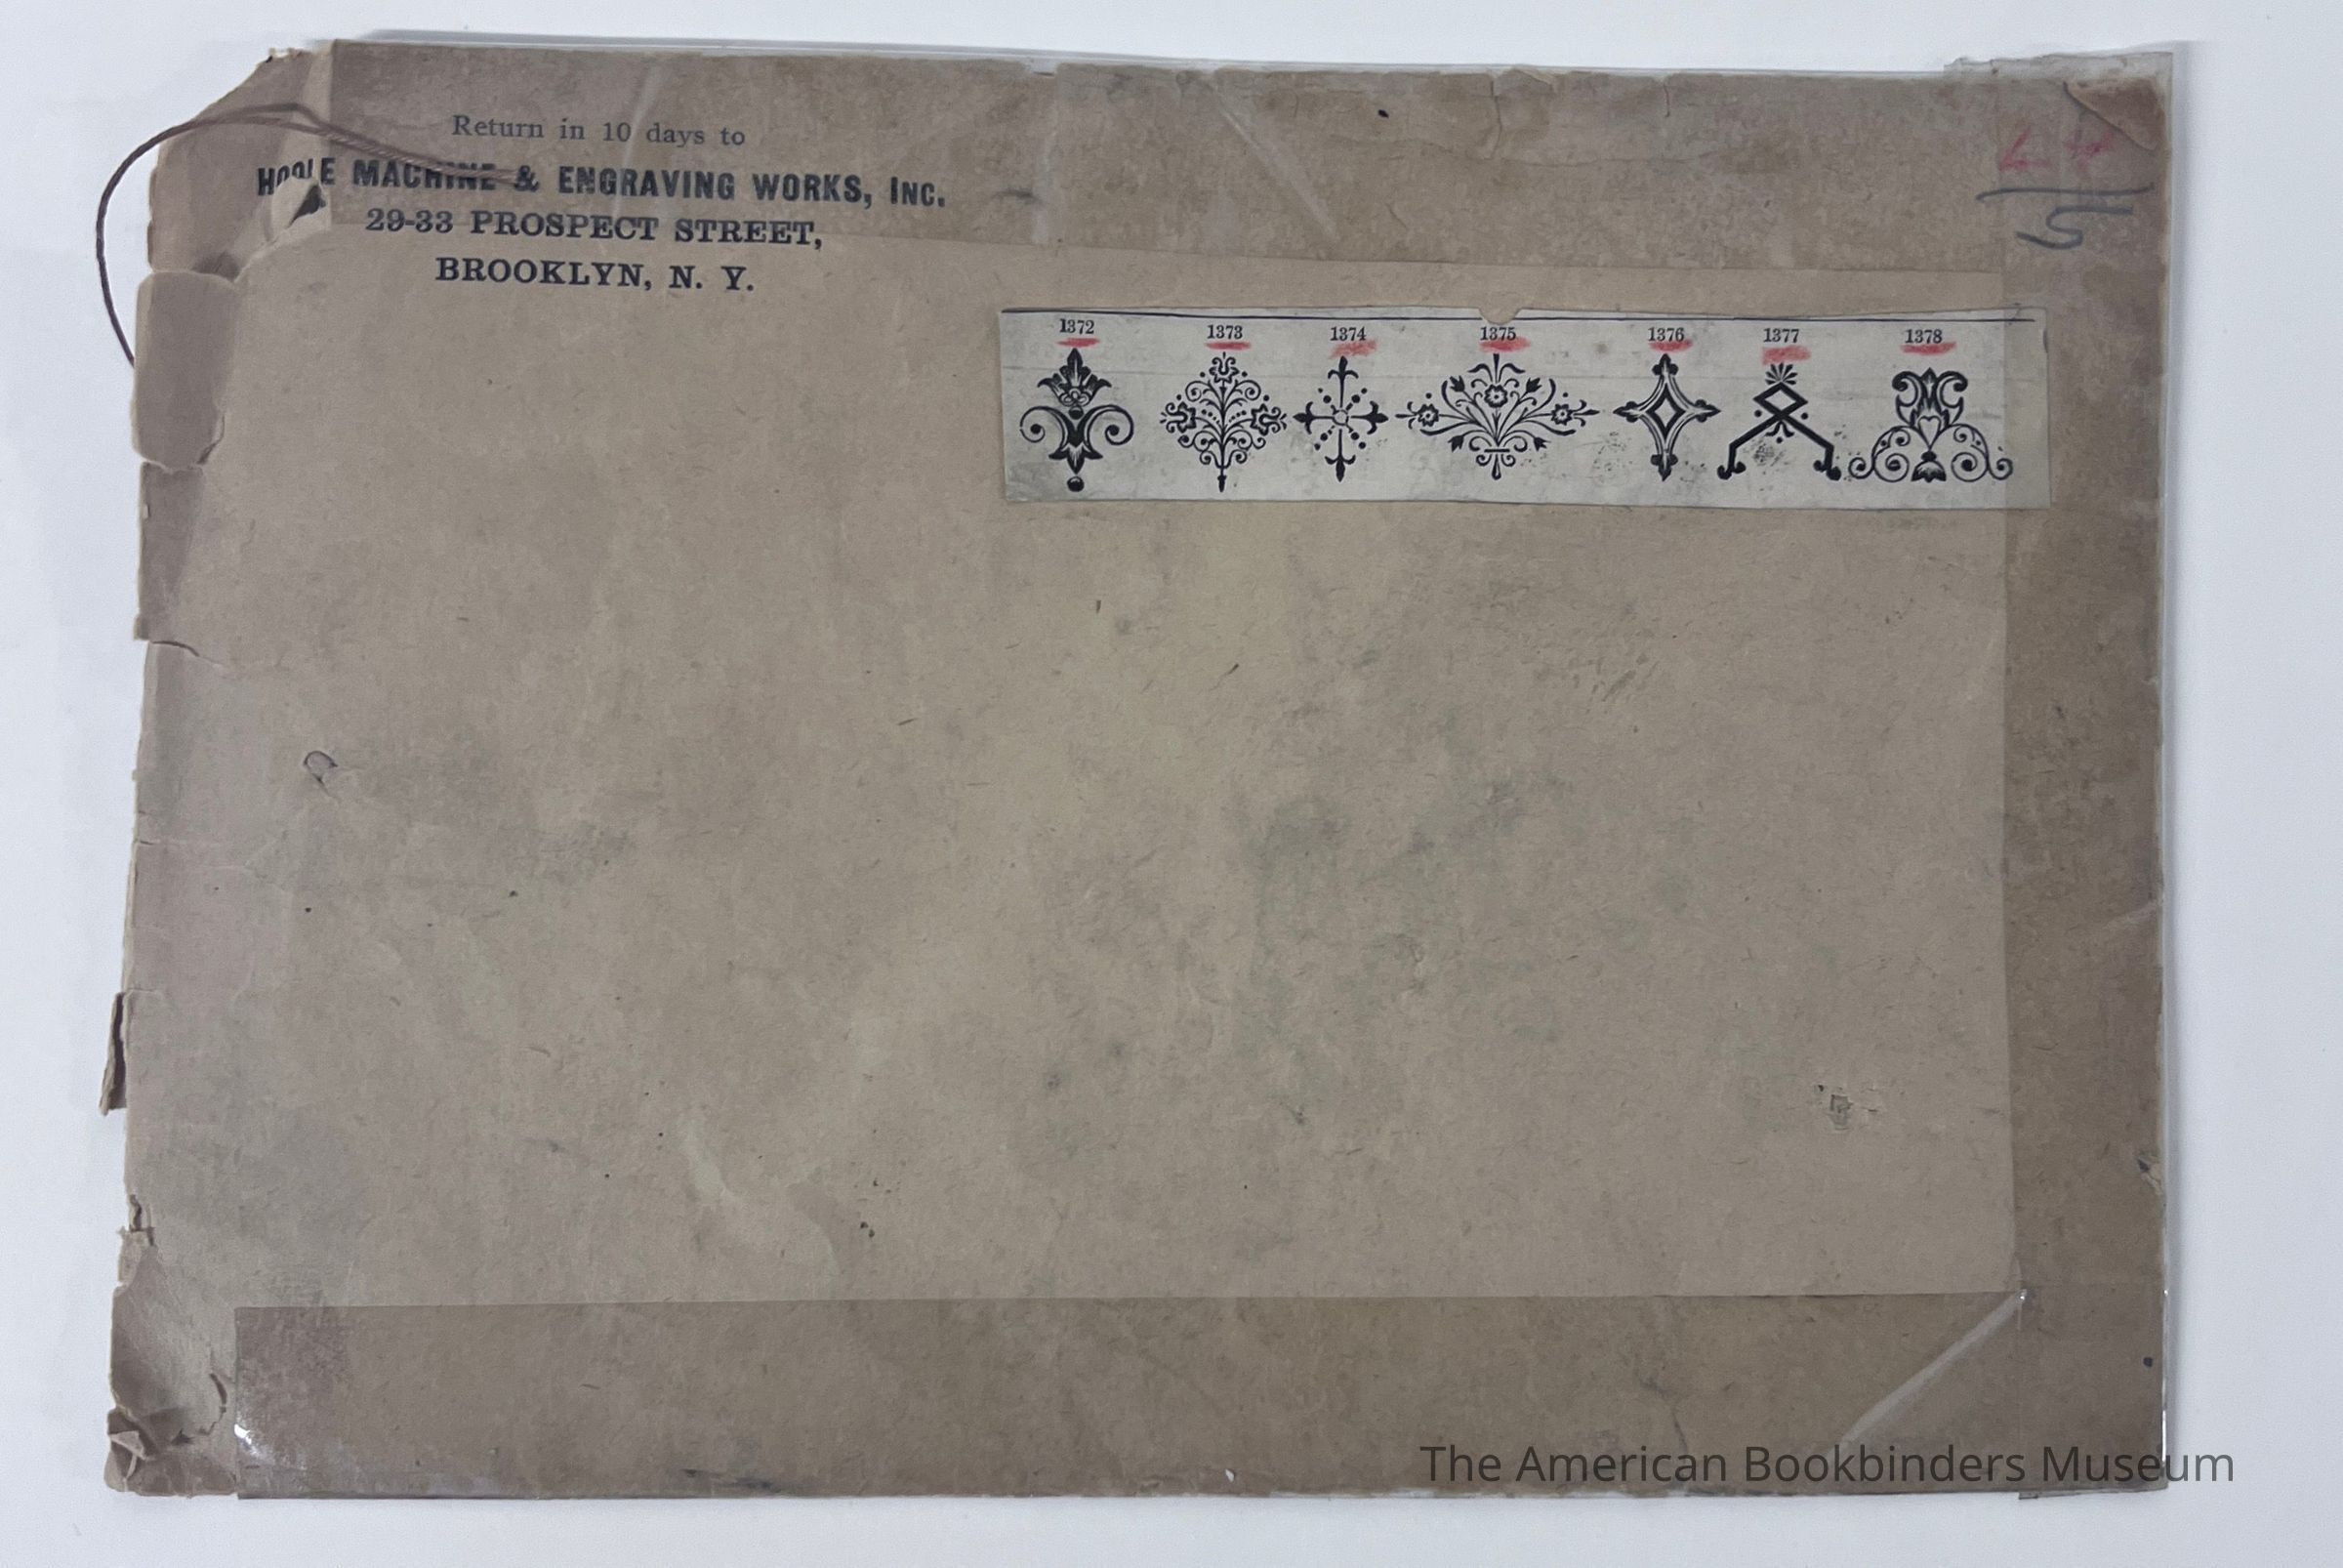 Return in 10 days to
HOOLE MACHINE & ENGRAVING WORKS, INC.
29-33 PROSPECT STREET,
BROOKLYN, N. Y.
1372 1373 1374 1375 1376 1377 1378
The American Bookbinders Museum